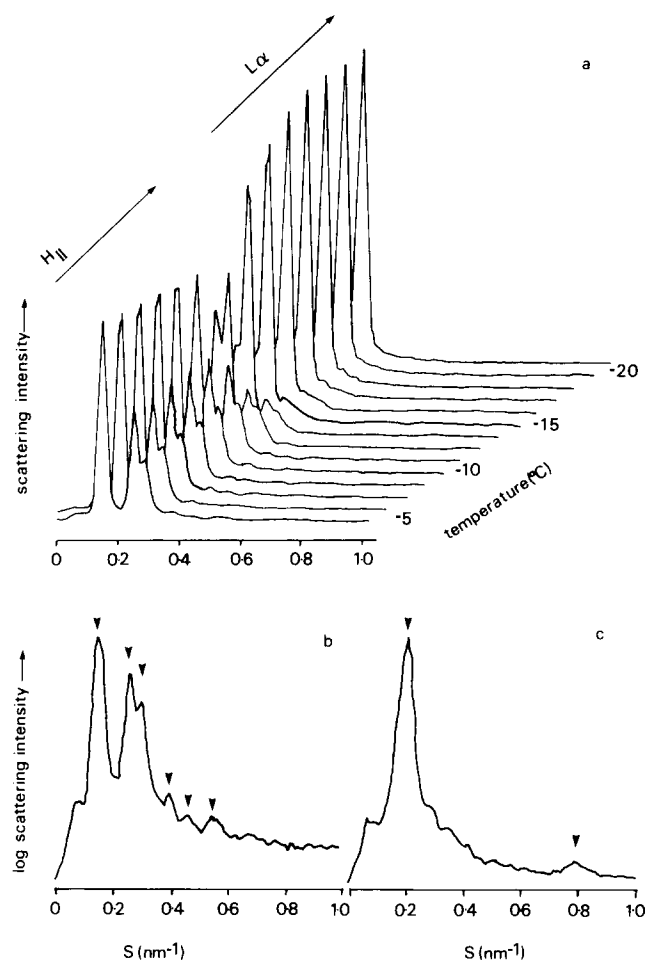 Lα
a
H||
scattering intensity
-20
-15
-10
-5
temperature(°C)
0 0·2 0·4 0·6 0·8 1·0
b
c
log scattering intensity
0 0·2 0·4 0·6 0·8 1·0
0·2 0·4 0·6 0·8 1·0
S (nm-1)
S (nm-1)